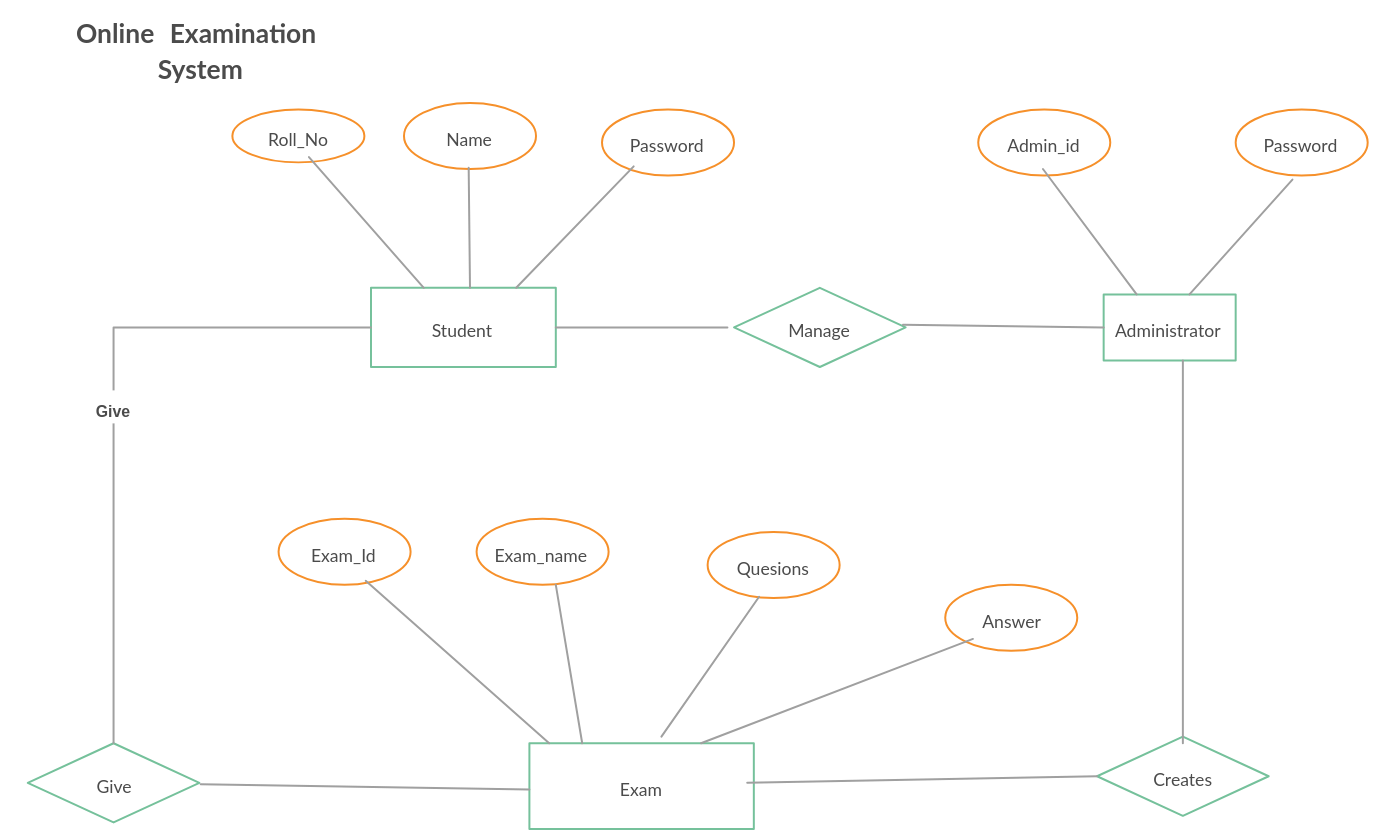 Online Examination
System
Roll_No
Name
Password
Admin_id
Password
Student
Manage
Administrator
Give
Exam_Id
Exam_name
Quesions
Answer
Give
Exam
Creates